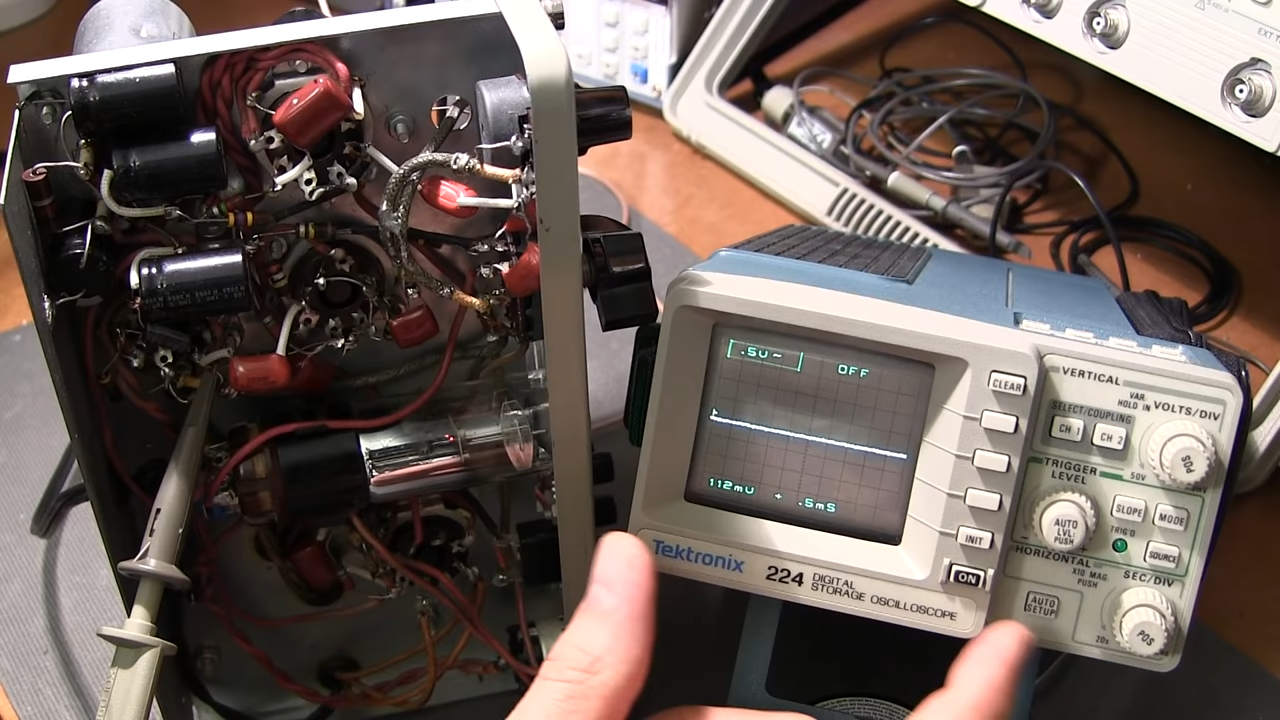 .5V~
OFF
112mV + .5mS
CLEAR
INIT
ON
Tektronix 224 DIGITAL
STORAGE OSCILLOSCOPE
VERTICAL
VAR.
HOLD IN
VOLTS/DIV
SELECT/COUPLING
CH 1
CH 2
POS
50V
TRIGGER
LEVEL
AUTO
LVL:
PUSH
SLOPE
MODE
TRIG'D
SOURCE
HORIZONTAL
X10 MAG
PUSH
SEC/DIV
AUTO
SETUP
POS
20s
EXT T